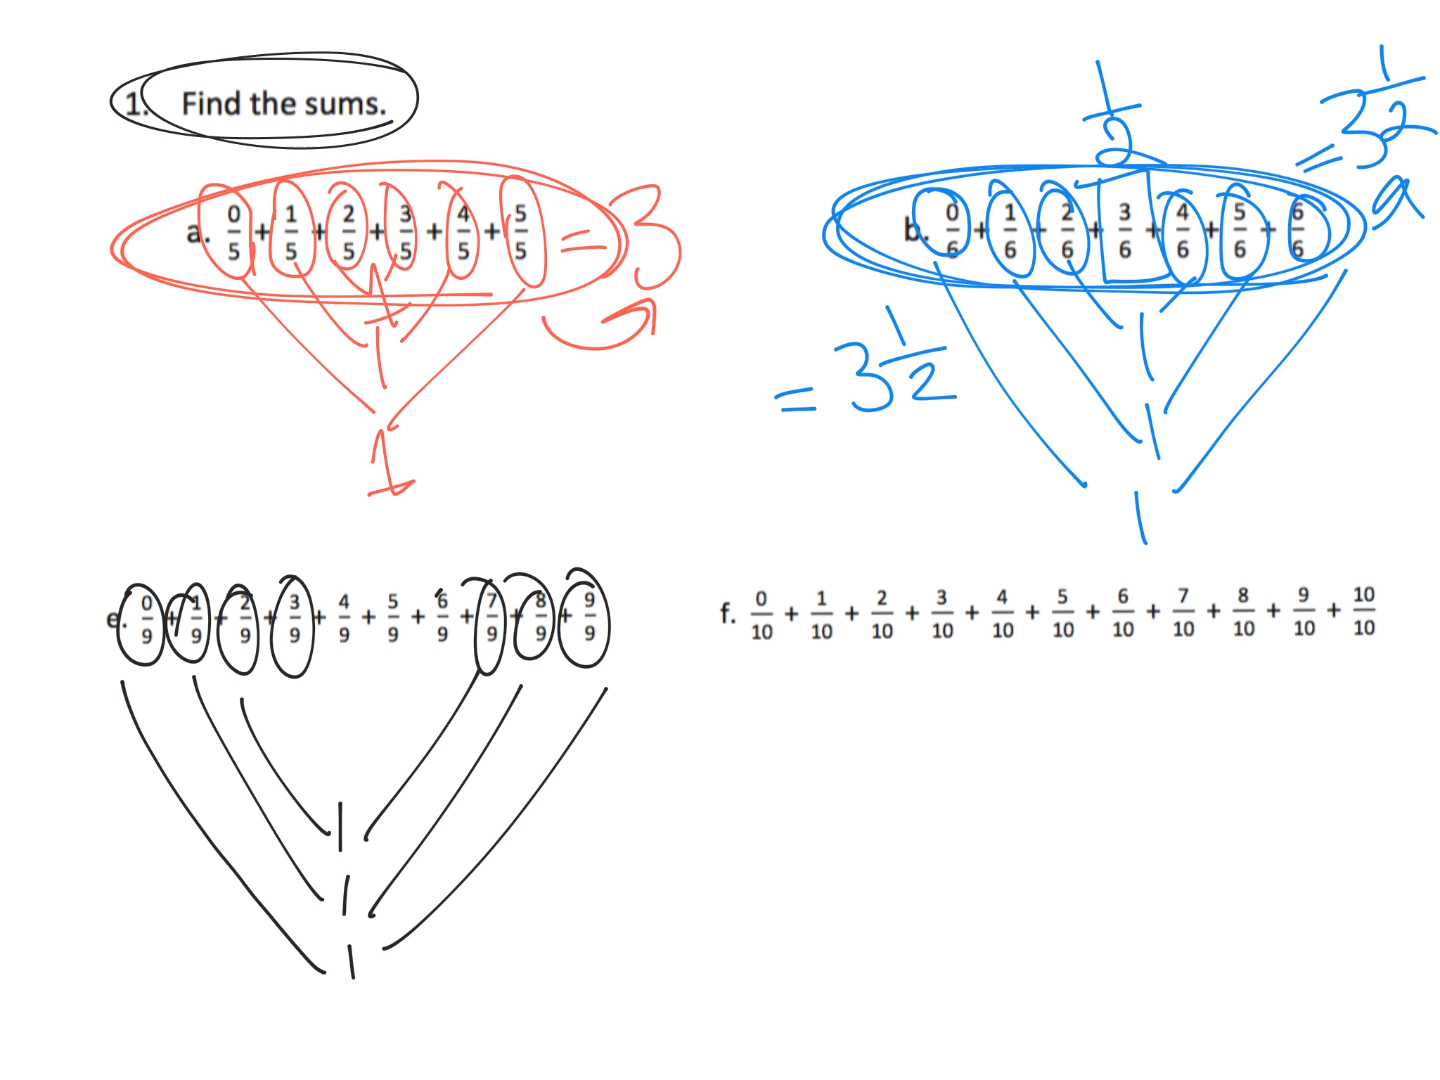 1. Find the sums.
a. 0/5 + 1/5 + 2/5 + 3/5 + 4/5 + 5/5 = 3
1
1
1
1/2
= 3 1/2
b. 0/6 + 1/6 + 2/6 + 3/6 + 4/6 + 5/6 + 6/6
= 3 1/2
1
1
1
e. 0/9 + 1/9 + 2/9 + 3/9 + 4/9 + 5/9 + 6/9 + 7/9 + 8/9 + 9/9
1
1
1
f. 0/10 + 1/10 + 2/10 + 3/10 + 4/10 + 5/10 + 6/10 + 7/10 + 8/10 + 9/10 + 10/10